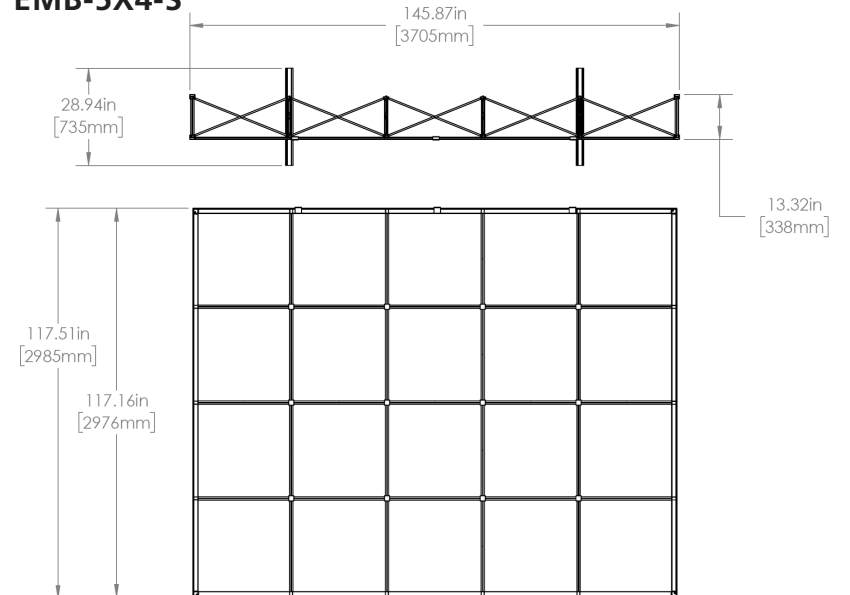 EMB-5X4-S
145.87in
[3705mm]
28.94in
[735mm]
13.32in
[338mm]
117.51in
[2985mm]
117.16in
[2976mm]